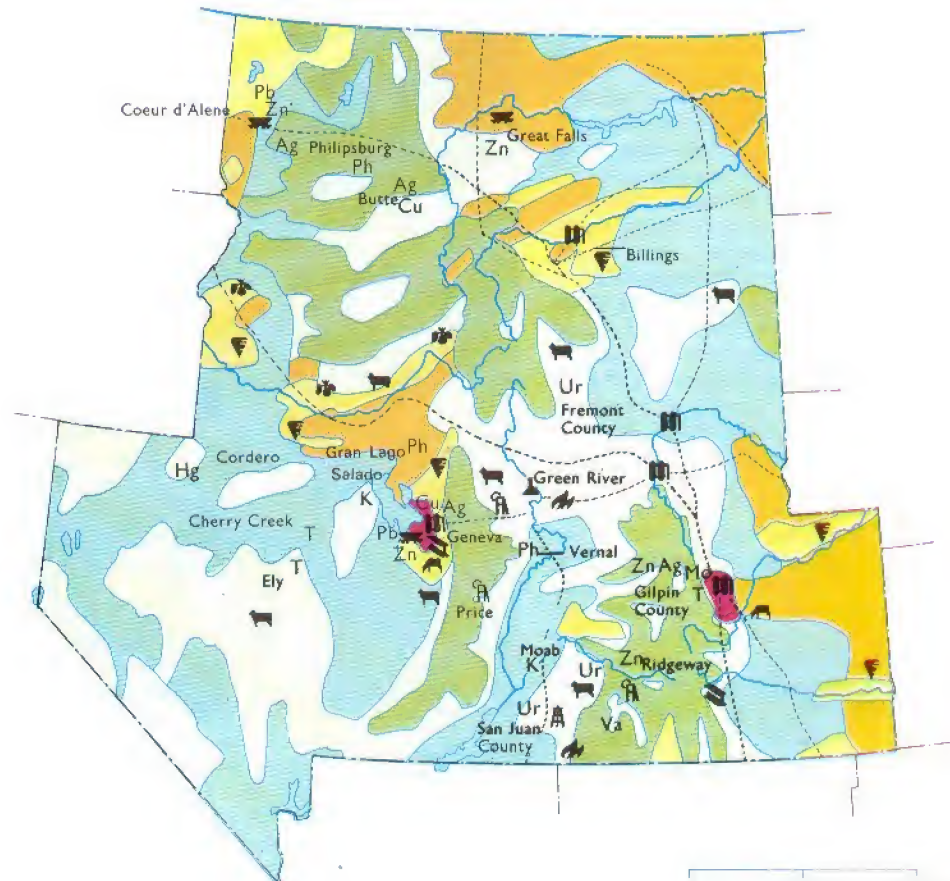 Pb
Coeur d'Alene
Zn
Great Falls
Ag
Philipsburg
Zn
Ph
Ag
Butte
Cu
Billings
Ur
Fremont
County
Hg
Cordero
Gran Lago
Salado
Ph
K
Green River
Cu
Ag
Cherry Creek
T
Pb
Geneva
Zn
Ph
Vernal
T
Ely
Zn
Ag
Mo
Gilpin
County
T
Price
Moab
K
Zn
Ridgeway
Ur
Ur
San Juan
County
Va